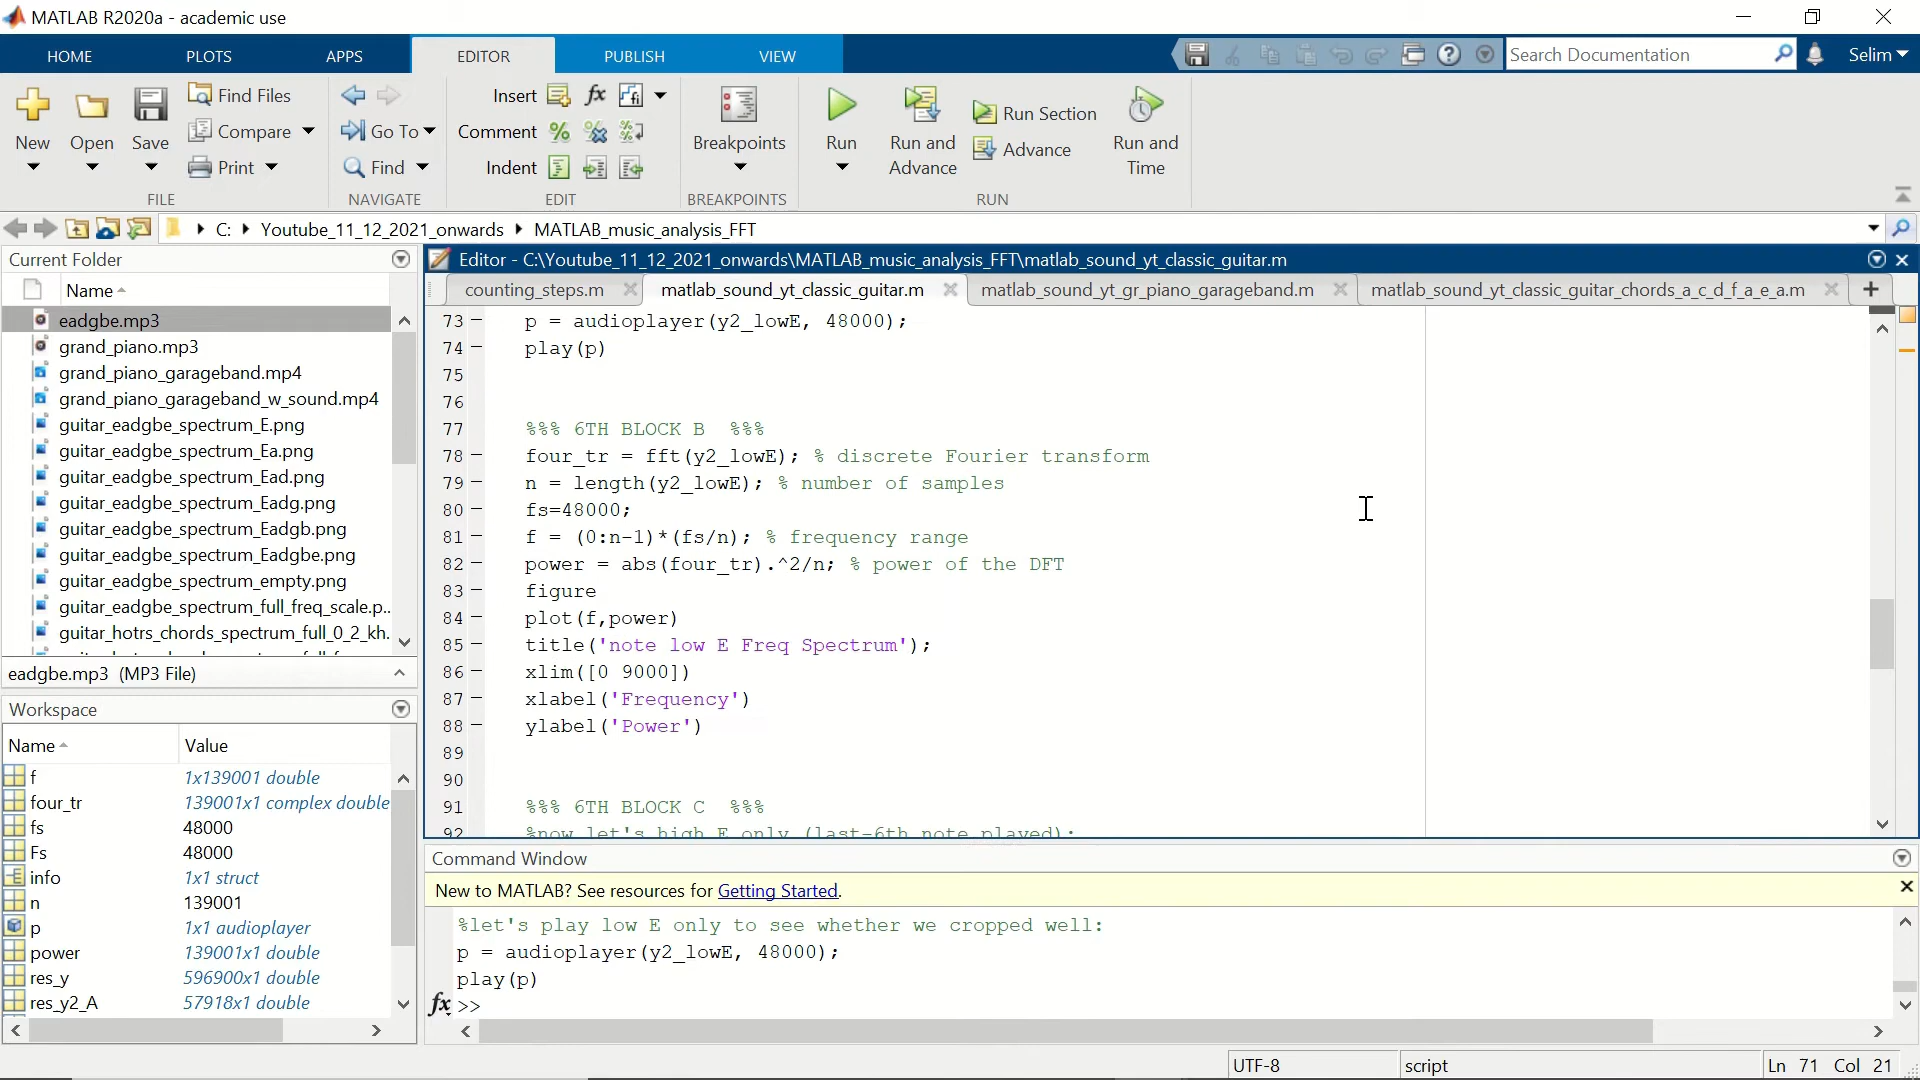 MATLAB R2020a - academic use
HOME PLOTS APPS EDITOR PUBLISH VIEW Search Documentation Selim
New Open Save Find Files Compare Print
FILE
Go To Find
NAVIGATE
Insert fx
Comment
Indent
EDIT
Breakpoints
BREAKPOINTS
Run Run and Advance Run Section Advance Run and Time
RUN
C: Youtube_11_12_2021_onwards MATLAB_music_analysis_FFT
Current Folder
Name
eadgbe.mp3
grand_piano.mp3
grand_piano_garageband.mp4
grand_piano_garageband_w_sound.mp4
guitar_eadgbe_spectrum_E.png
guitar_eadgbe_spectrum_Ea.png
guitar_eadgbe_spectrum_Ead.png
guitar_eadgbe_spectrum_Eadg.png
guitar_eadgbe_spectrum_Eadgb.png
guitar_eadgbe_spectrum_Eadgbe.png
guitar_eadgbe_spectrum_empty.png
guitar_eadgbe_spectrum_full_freq_scale.p..
guitar_hotrs_chords_spectrum_full_0_2_kh.
eadgbe.mp3 (MP3 File)
Workspace
Name Value
f 1x139001 double
four_tr 139001x1 complex double
fs 48000
Fs 48000
info 1x1 struct
n 139001
p 1x1 audioplayer
power 139001x1 double
res_y 596900x1 double
res_y2_A 57918x1 double
Editor - C:\Youtube_11_12_2021_onwards\MATLAB_music_analysis_FFT\matlab_sound_yt_classic_guitar.m
counting_steps.m matlab_sound_yt_classic_guitar.m matlab_sound_yt_gr_piano_garageband.m matlab_sound_yt_classic_guitar_chords_a_c_d_f_a_e_a.m +
73 – p = audioplayer(y2_lowE, 48000);
74 – play(p)
75
76
77 %%% 6TH BLOCK B %%%
78 – four_tr = fft(y2_lowE); % discrete Fourier transform
79 – n = length(y2_lowE); % number of samples
80 – fs=48000;
81 – f = (0:n-1)*(fs/n); % frequency range
82 – power = abs(four_tr).^2/n; % power of the DFT
83 – figure
84 – plot(f,power)
85 – title('note low E Freq Spectrum');
86 – xlim([0 9000])
87 – xlabel('Frequency')
88 – ylabel('Power')
89
90
91 %%% 6TH BLOCK C %%%
92 %now let's high E only (last-6th note played):
Command Window
New to MATLAB? See resources for Getting Started.
%let's play low E only to see whether we cropped well:
p = audioplayer(y2_lowE, 48000);
play(p)
fx >>
UTF-8 script Ln 71 Col 21